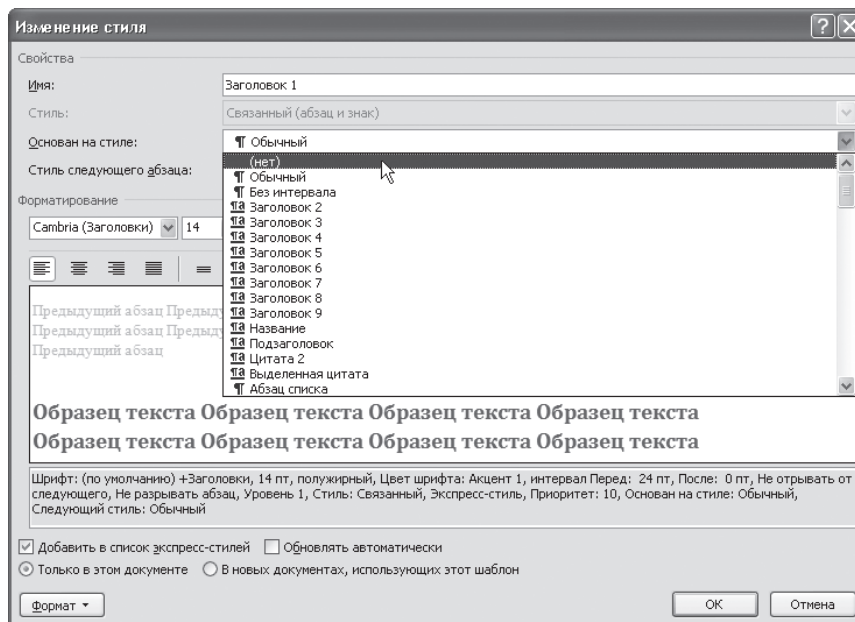 Изменение стиля
Свойства
Имя: Заголовок 1
Стиль: Связанный (абзац и знак)
Основан на стиле: ¶ Обычный
(нет)
Стиль следующего абзаца: ¶ Обычный
¶ Без интервала
Форматирование
¶a Заголовок 2
¶a Заголовок 3
Cambria (Заголовки) 14
¶a Заголовок 4
¶a Заголовок 5
¶a Заголовок 6
¶a Заголовок 7
¶a Заголовок 8
¶a Заголовок 9
¶a Название
¶a Подзаголовок
¶a Цитата 2
¶a Выделенная цитата
¶ Абзац списка
Предыдущий абзац
Предыдущий абзац
Предыдущий абзац
Образец текста Образец текста Образец текста Образец текста
Образец текста Образец текста Образец текста Образец текста
Шрифт: (по умолчанию) +Заголовки, 14 пт, полужирный, Цвет шрифта: Акцент 1, интервал Перед: 24 пт, После: 0 пт, Не отрывать от
следующего, Не разрывать абзац, Уровень 1, Стиль: Связанный, Экспресс-стиль, Приоритет: 10, Основан на стиле: Обычный,
Следующий стиль: Обычный
Добавить в список экспресс-стилей Обновлять автоматически
Только в этом документе В новых документах, использующих этот шаблон
Формат OK Отмена